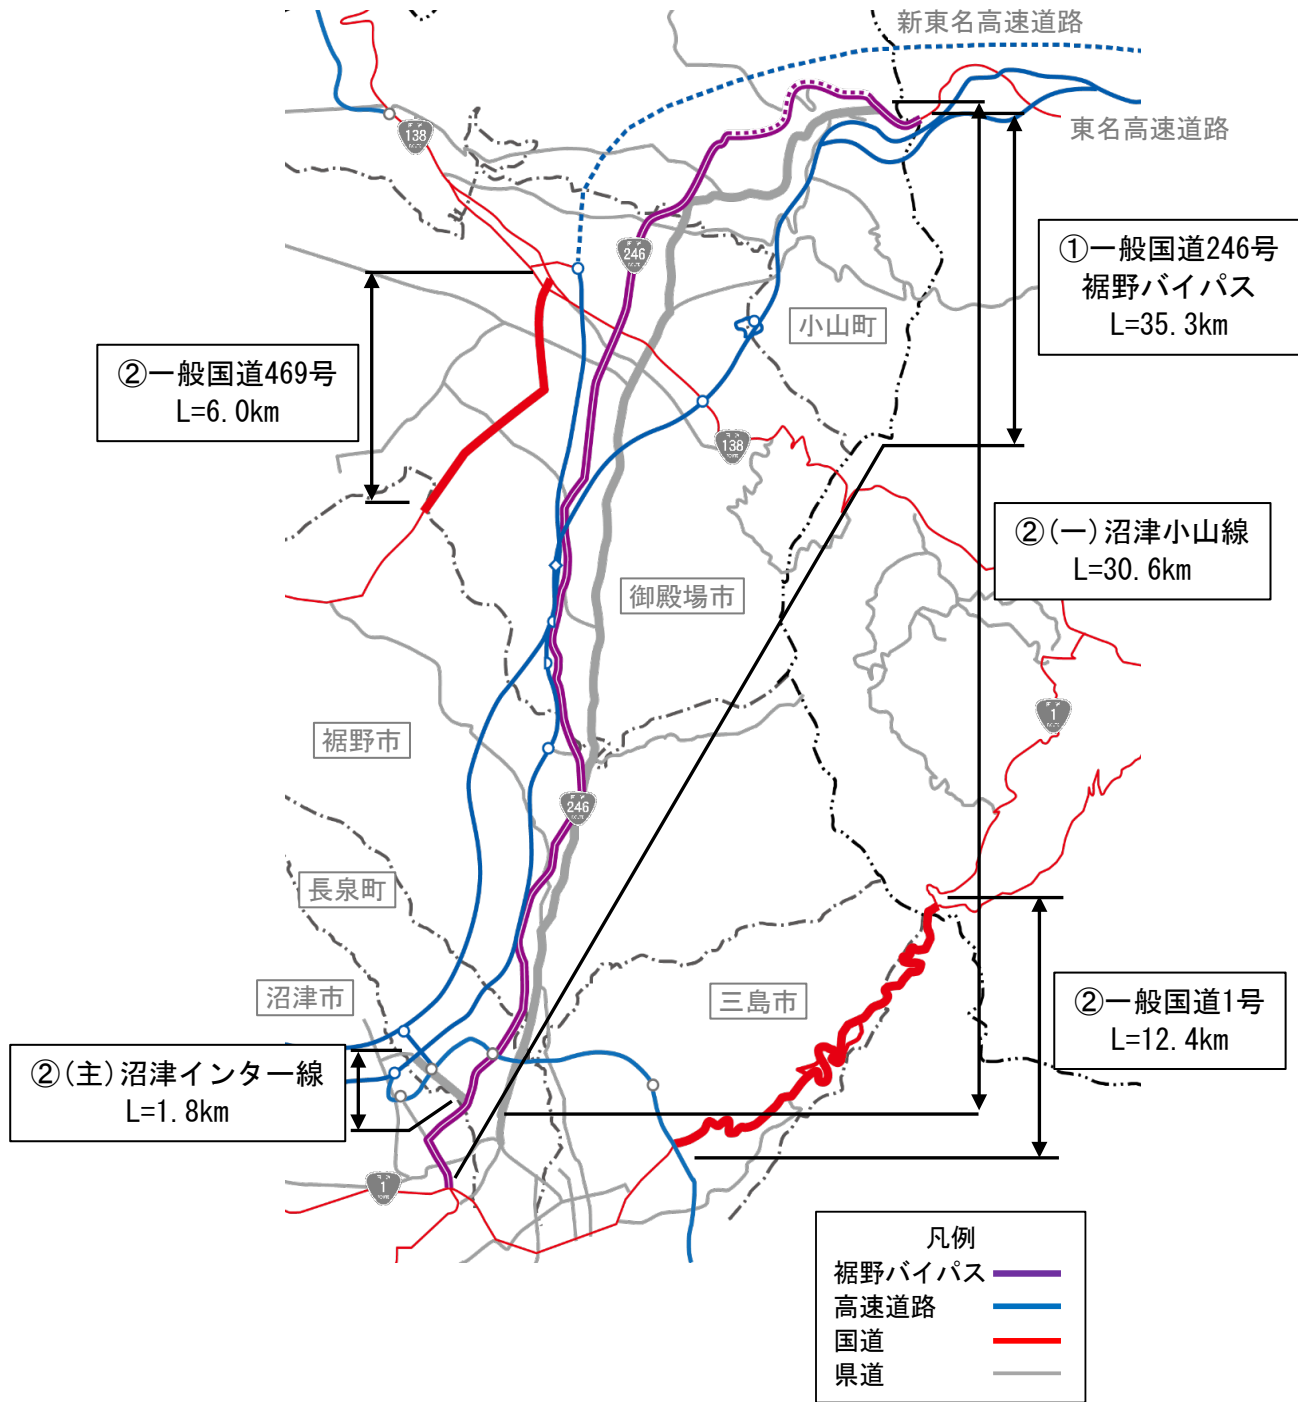 新東名高速道路
138
東名高速道路
246
①一般国道246号
裾野バイパス
L=35.3km
小山町
②一般国道469号
L=6.0km
138
②(一)沼津小山線
L=30.6km
御殿場市
1
裾野市
246
長泉町
沼津市
三島市
②一般国道1号
L=12.4km
②(主)沼津インター線
L=1.8km
1
凡例
裾野バイパス
高速道路
国道
県道